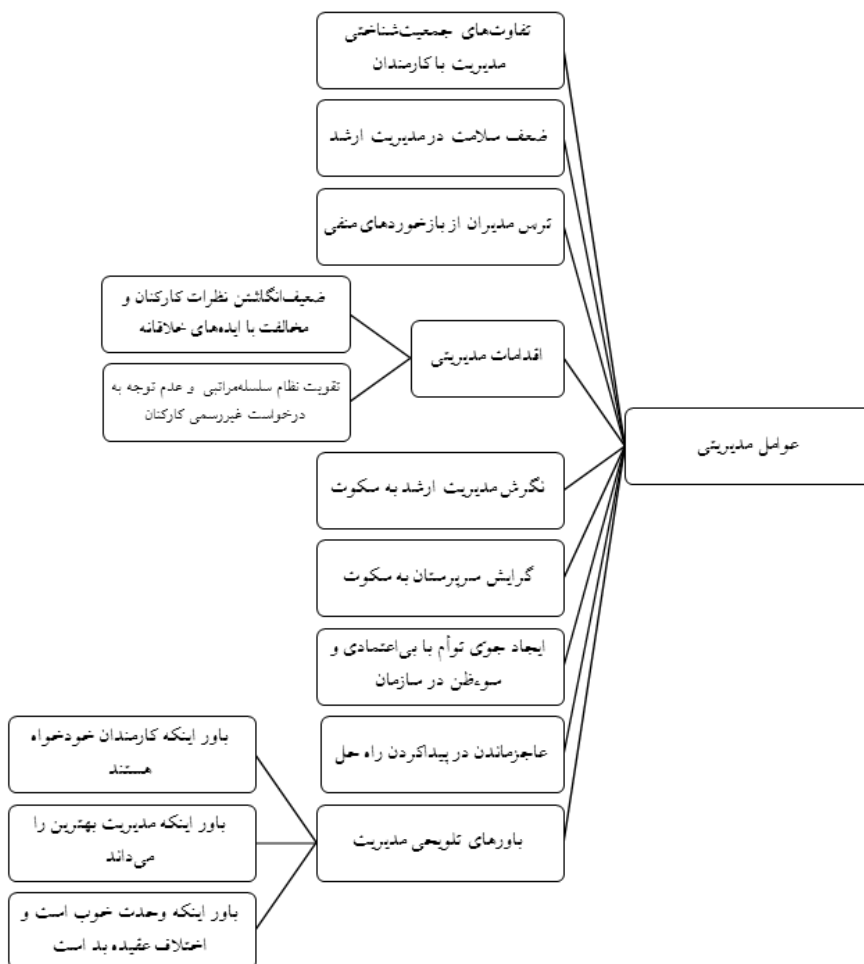 تفاوت‌های جمعیت‌شناختی
مدیریت با کارمندان
ضعف سلامت در مدیریت ارشد
ترس مدیران از بازخوردهای منفی
ضعیف‌انگاشتن نظرات کارکنان و
مخالفت با ایده‌های خلاقانه
اقدامات مدیریتی
تقویت نظام سلسله‌مراتبی و عدم توجه به
درخواست غیررسمی کارکنان
عوامل مدیریتی
نگرش مدیریت ارشد به سکوت
گرایش سرپرستان به سکوت
ایجاد جوّی توأم با بی‌اعتمادی و
سوءظن در سازمان
عاجزماندن در پیداکردن راه حل
باورهای تلویحی مدیریت
باور اینکه کارمندان خودخواه
هستند
باور اینکه مدیریت بهترین را
می‌داند
باور اینکه وحدت خوب است و
اختلاف عقیده بد است